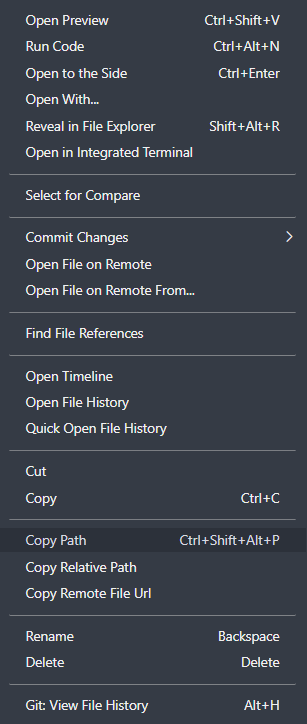 Open Preview Ctrl+Shift+V
Run Code Ctrl+Alt+N
Open to the Side Ctrl+Enter
Open With...
Reveal in File Explorer Shift+Alt+R
Open in Integrated Terminal
Select for Compare
Commit Changes
Open File on Remote
Open File on Remote From...
Find File References
Open Timeline
Open File History
Quick Open File History
Cut
Copy Ctrl+C
Copy Path Ctrl+Shift+Alt+P
Copy Relative Path
Copy Remote File Url
Rename Backspace
Delete Delete
Git: View File History Alt+H